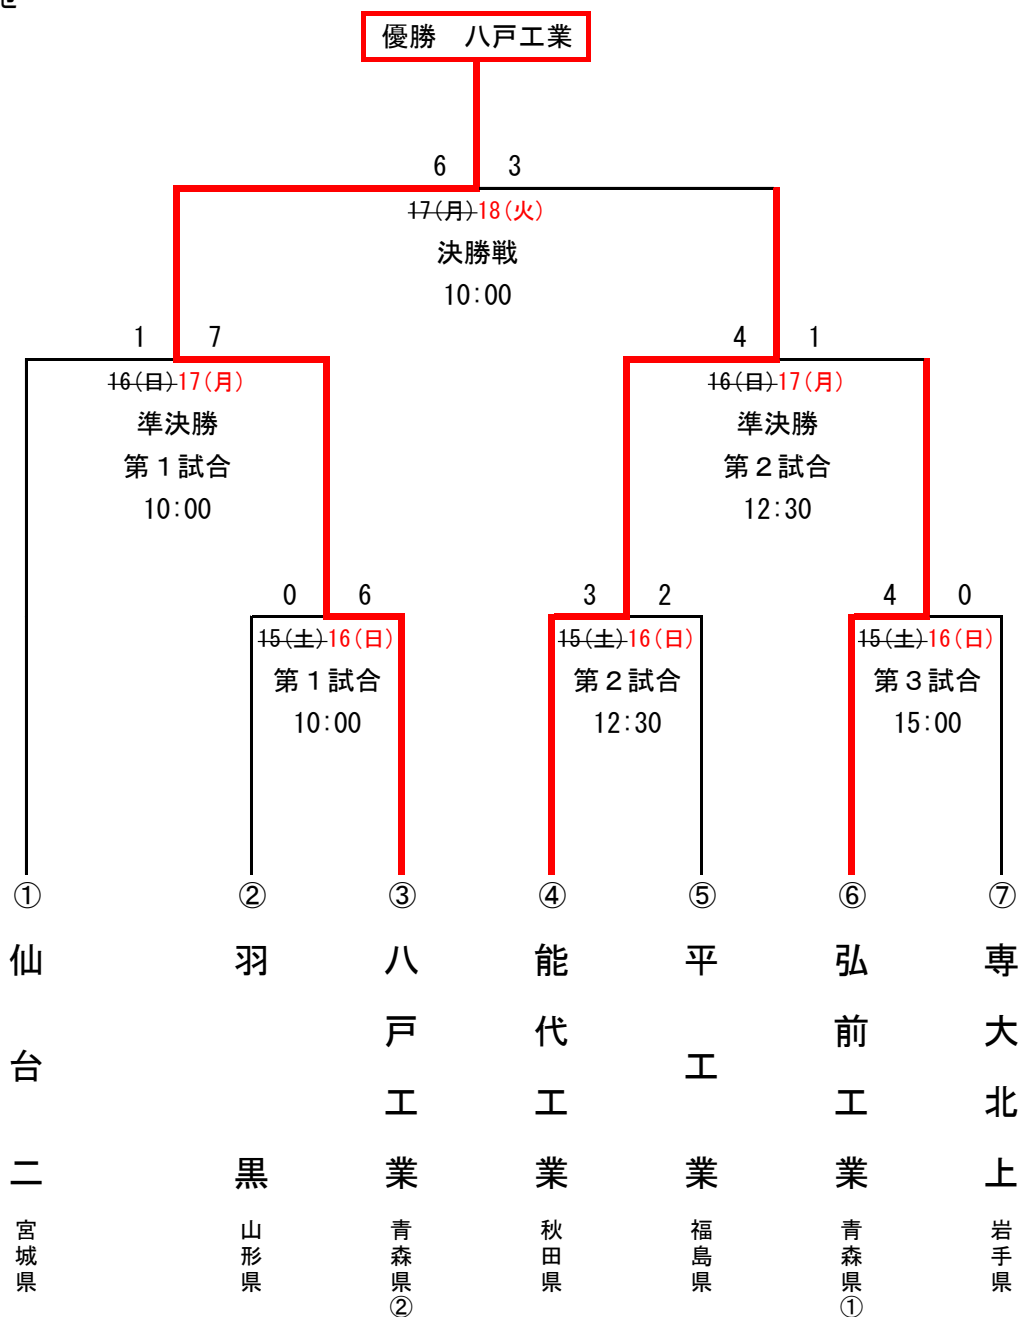 優勝　八戸工業
6 3
17(月)18(火)
決勝戦
10:00
1 7
4 1
16(日)17(月)
準決勝
第1試合
10:00
16(日)17(月)
準決勝
第2試合
12:30
0 6
3 2
4 0
15(土)16(日)
第1試合
10:00
15(土)16(日)
第2試合
12:30
15(土)16(日)
第3試合
15:00
①
仙台二
宮城県
②
羽黒
山形県
③
八戸工業
青森県②
④
能代工業
秋田県
⑤
平工業
福島県
⑥
弘前工業
青森県①
⑦
専大北上
岩手県